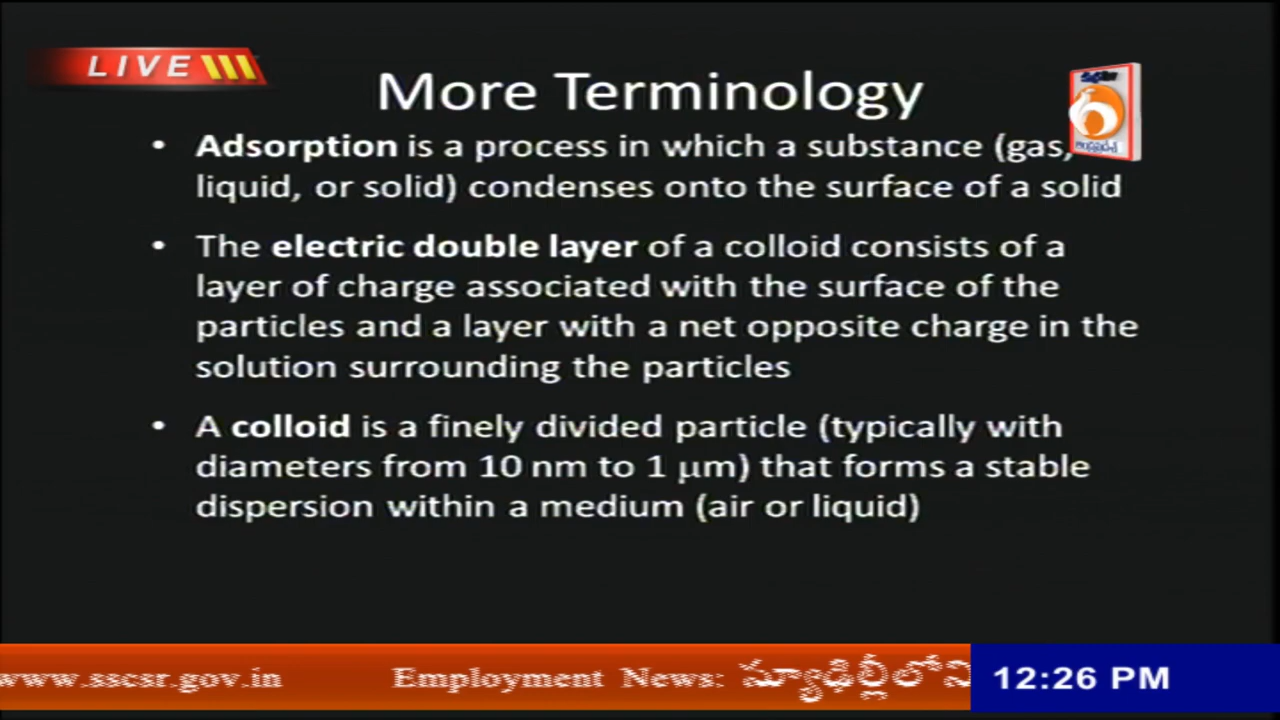 LIVE
More Terminology
• Adsorption is a process in which a substance (gas,
liquid, or solid) condenses onto the surface of a solid
• The electric double layer of a colloid consists of a
layer of charge associated with the surface of the
particles and a layer with a net opposite charge in the
solution surrounding the particles
• A colloid is a finely divided particle (typically with
diameters from 10 nm to 1 μm) that forms a stable
dispersion within a medium (air or liquid)
www.sscsr.gov.in Employment News: న్యూఢిల్లీలోని
12:26 PM